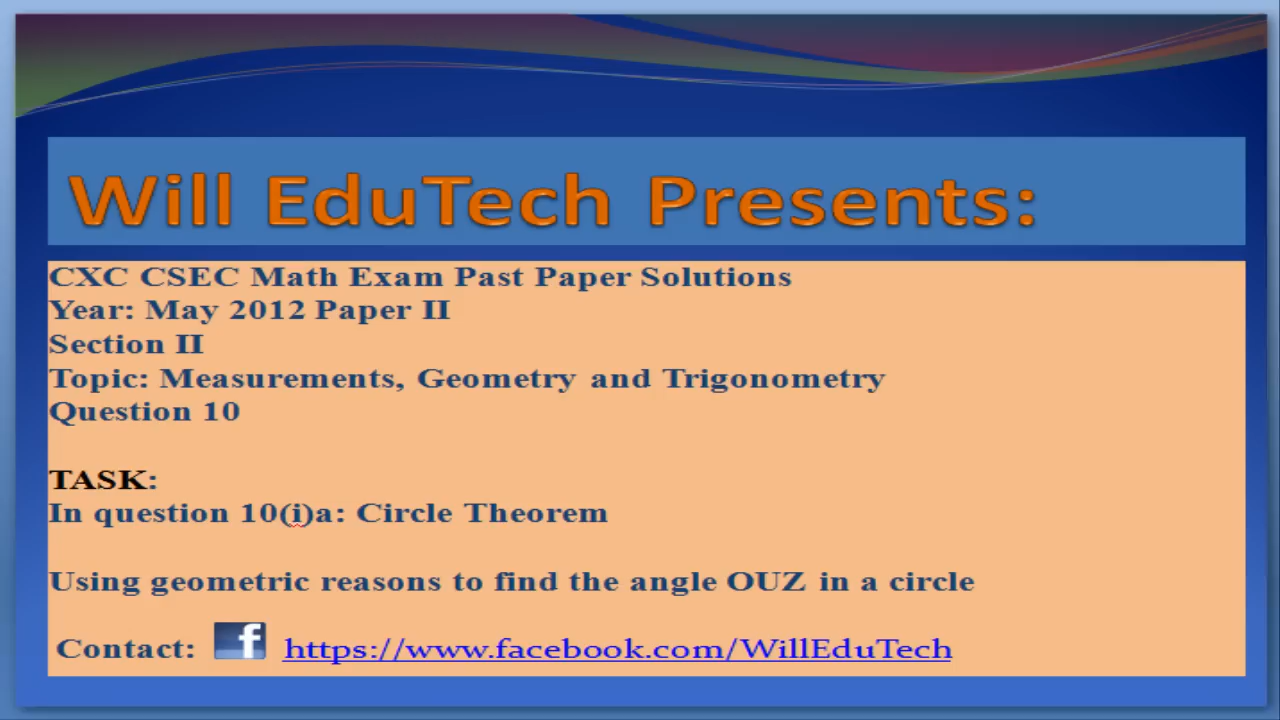 Will EduTech Presents:
CXC CSEC Math Exam Past Paper Solutions
Year: May 2012 Paper II
Section II
Topic: Measurements, Geometry and Trigonometry
Question 10
TASK:
In question 10(i)a: Circle Theorem
Using geometric reasons to find the angle OUZ in a circle
Contact: f https://www.facebook.com/WillEduTech